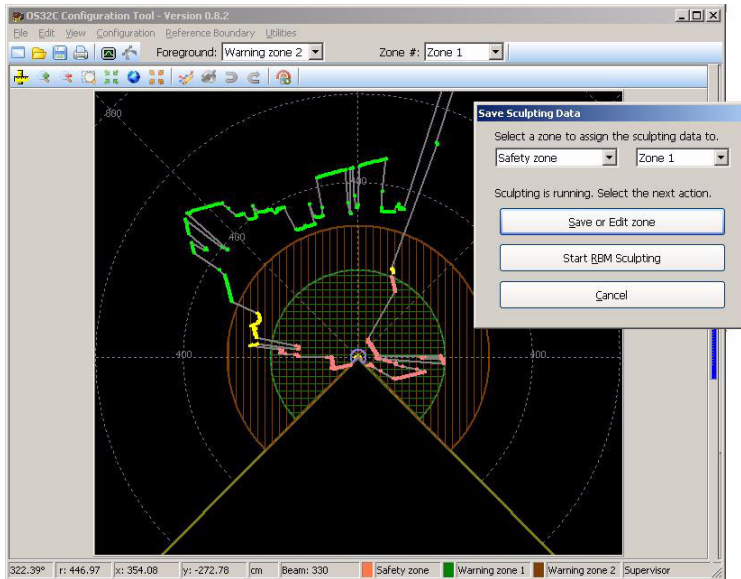 OS32C Configuration Tool - Version 0.8.2
File Edit View Configuration Reference Boundary Utilities
Foreground: Warning zone 2 Zone #: Zone 1
800
Save Sculpting Data
Select a zone to assign the sculpting data to.
Safety zone Zone 1
400
Sculpting is running. Select the next action.
Save or Edit zone
400
Start RBM Sculpting
Cancel
400 400
322.39° r: 446.97 x: 354.08 y: -272.78 cm Beam: 330 Safety zone Warning zone 1 Warning zone 2 Supervisor